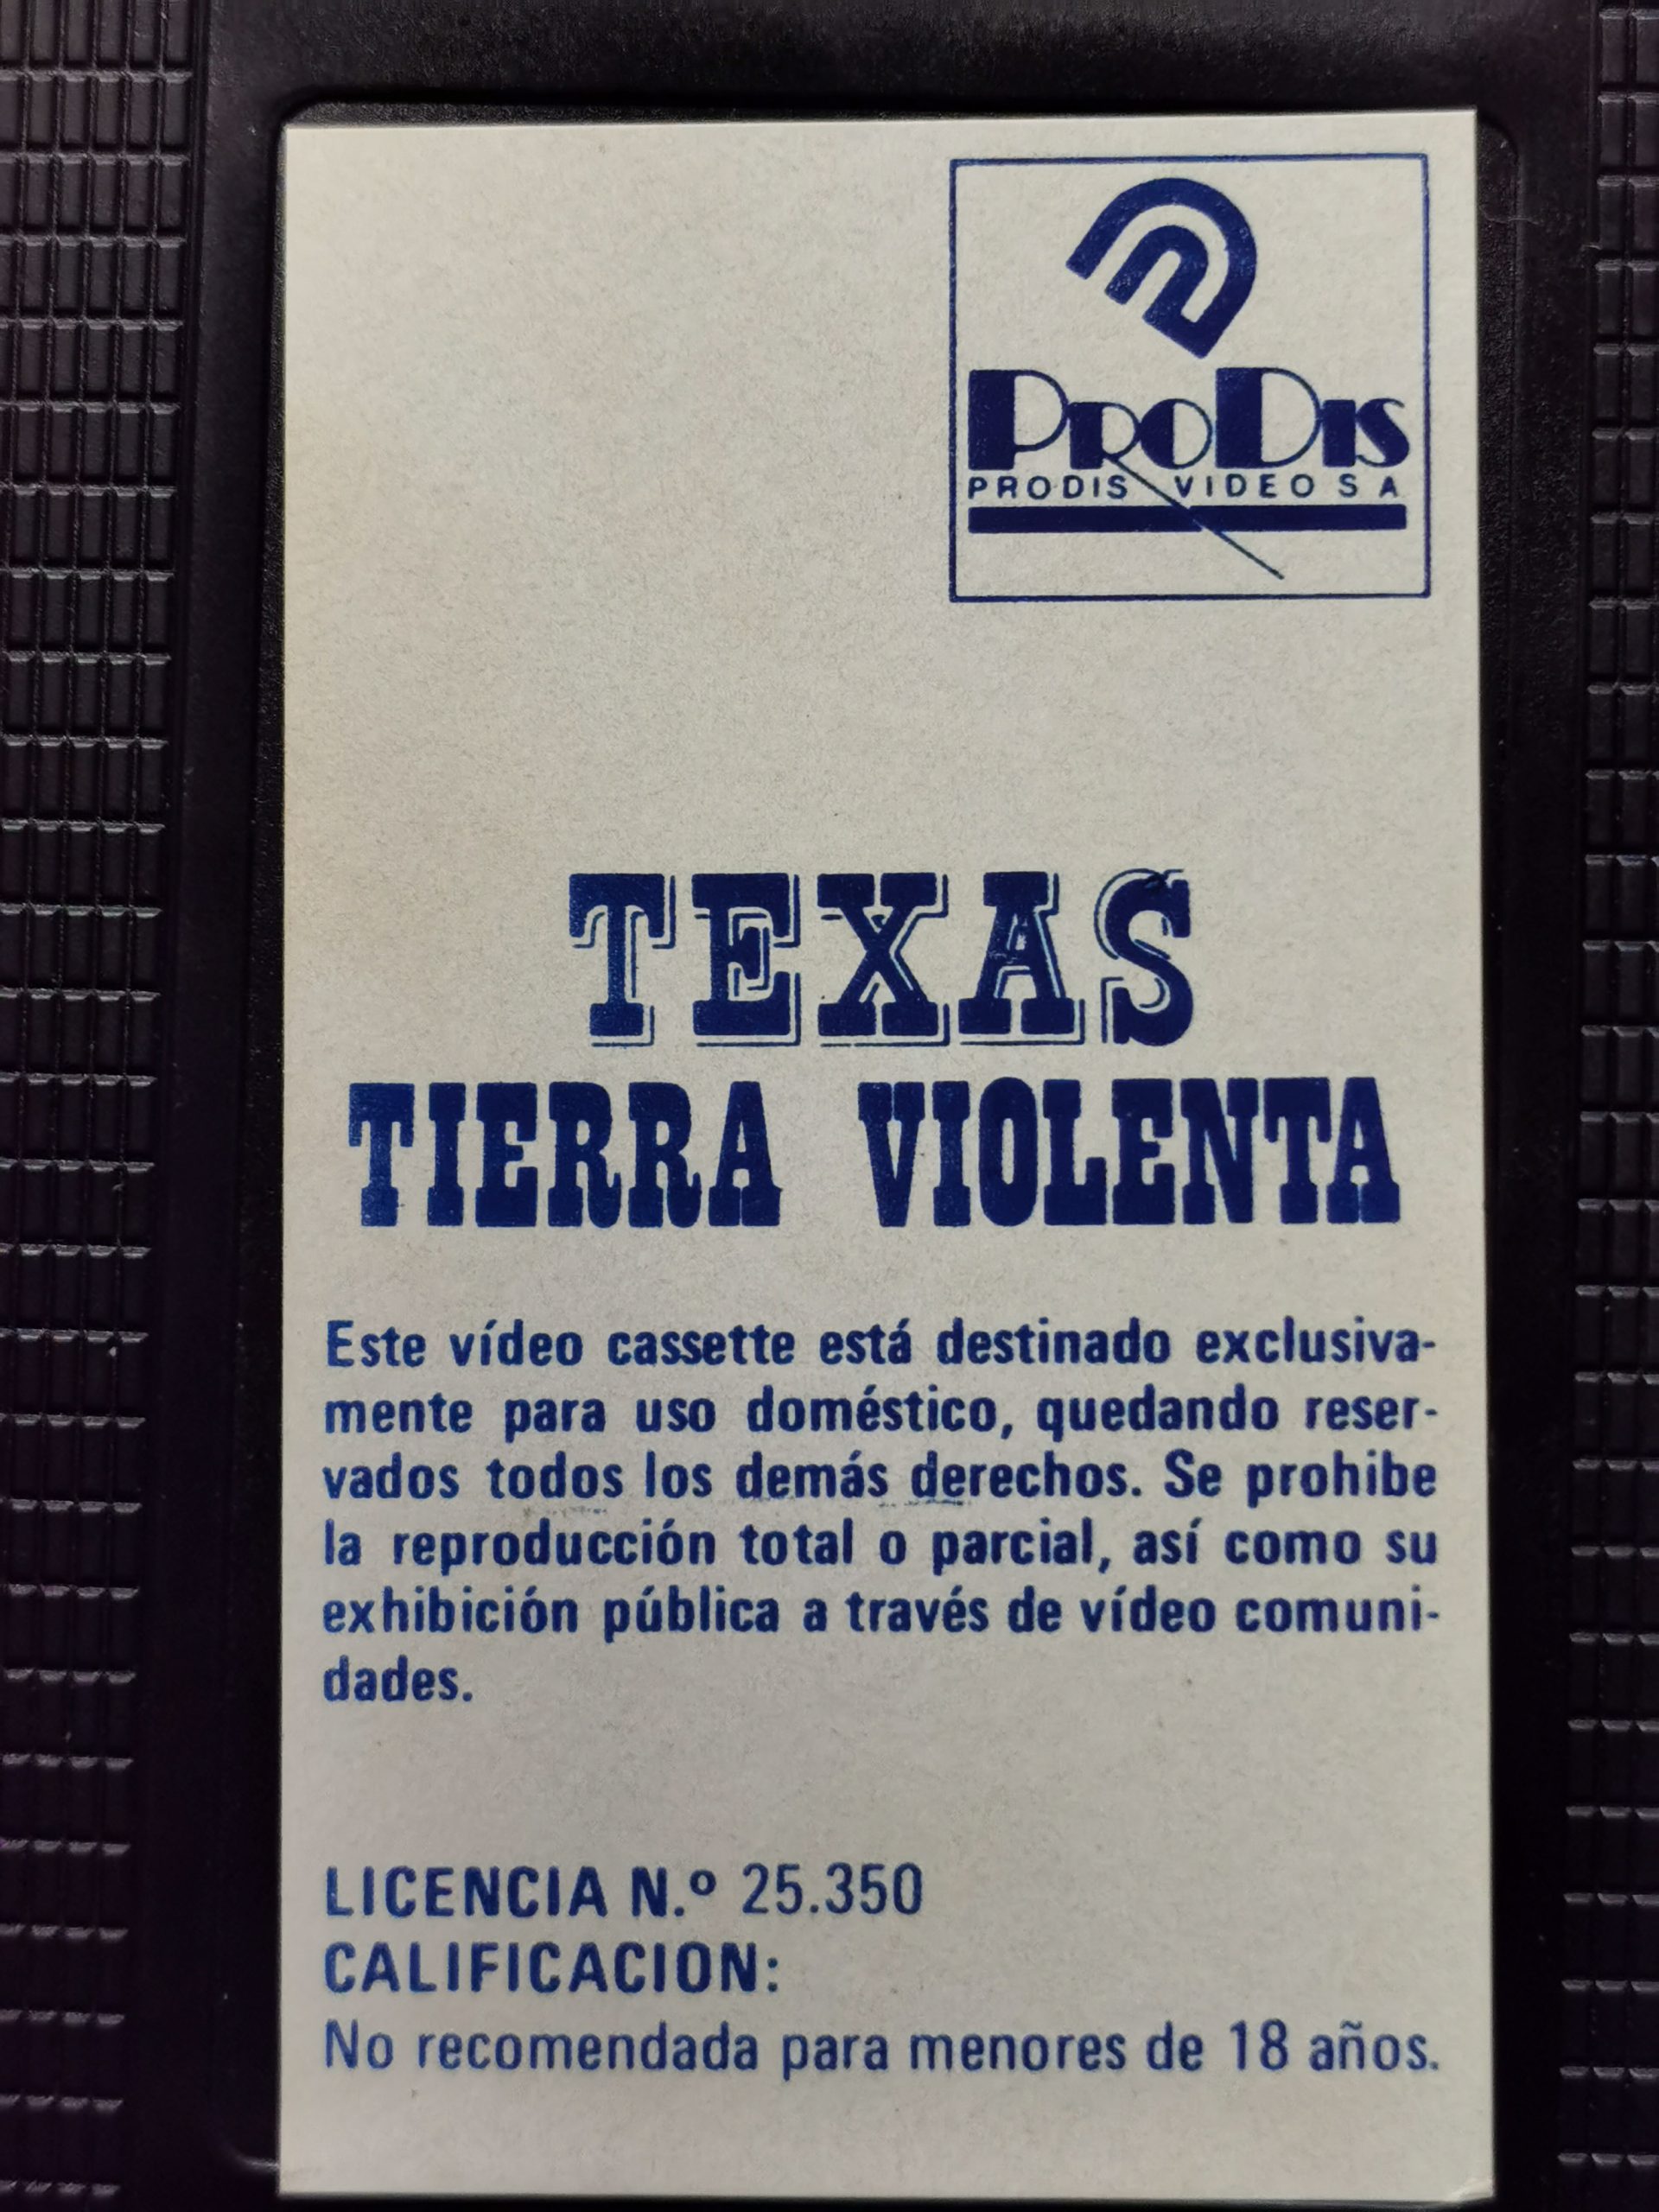 PRODIS
PRODIS VIDEO S A
TEXAS
TIERRA VIOLENTA
Este vídeo cassette está destinado exclusiva-
mente para uso doméstico, quedando reser-
vados todos los demás derechos. Se prohibe
la reproducción total o parcial, así como su
exhibición pública a través de vídeo comuni-
dades.
LICENCIA N.º 25.350
CALIFICACION:
No recomendada para menores de 18 años.